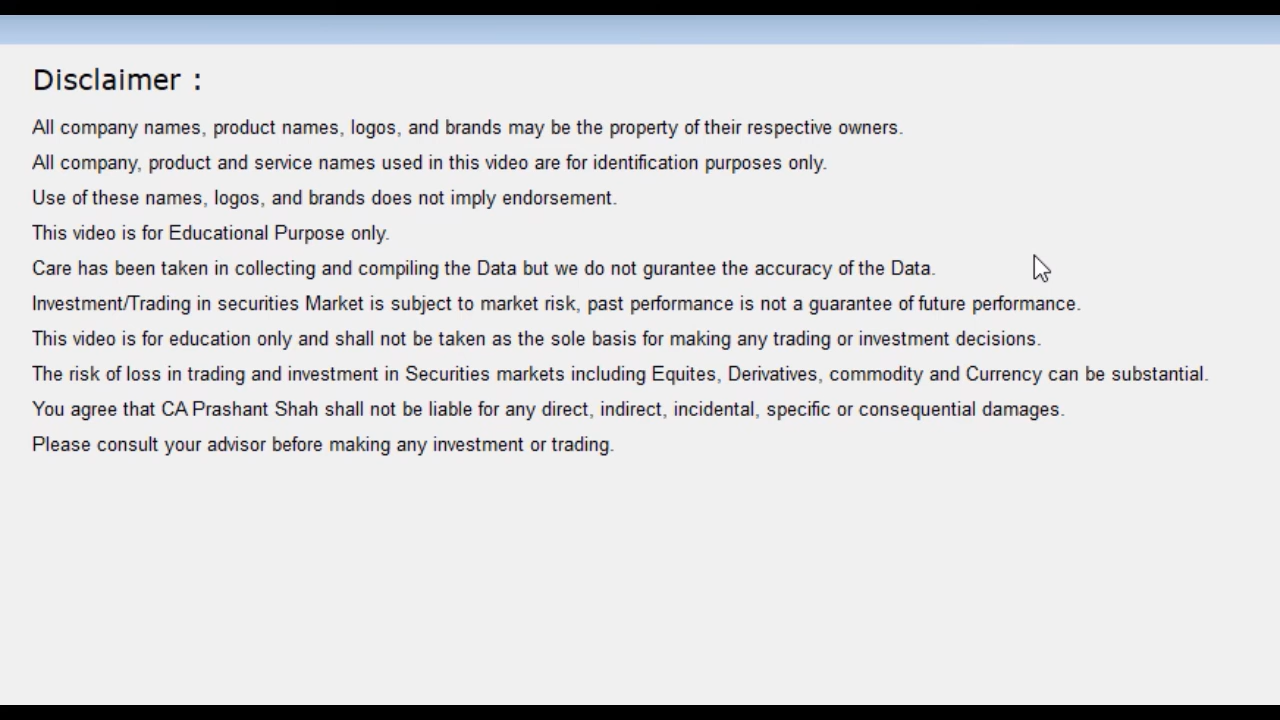 Disclaimer :
All company names, product names, logos, and brands may be the property of their respective owners.
All company, product and service names used in this video are for identification purposes only.
Use of these names, logos, and brands does not imply endorsement.
This video is for Educational Purpose only.
Care has been taken in collecting and compiling the Data but we do not gurantee the accuracy of the Data.
Investment/Trading in securities Market is subject to market risk, past performance is not a guarantee of future performance.
This video is for education only and shall not be taken as the sole basis for making any trading or investment decisions.
The risk of loss in trading and investment in Securities markets including Equites, Derivatives, commodity and Currency can be substantial.
You agree that CA Prashant Shah shall not be liable for any direct, indirect, incidental, specific or consequential damages.
Please consult your advisor before making any investment or trading.